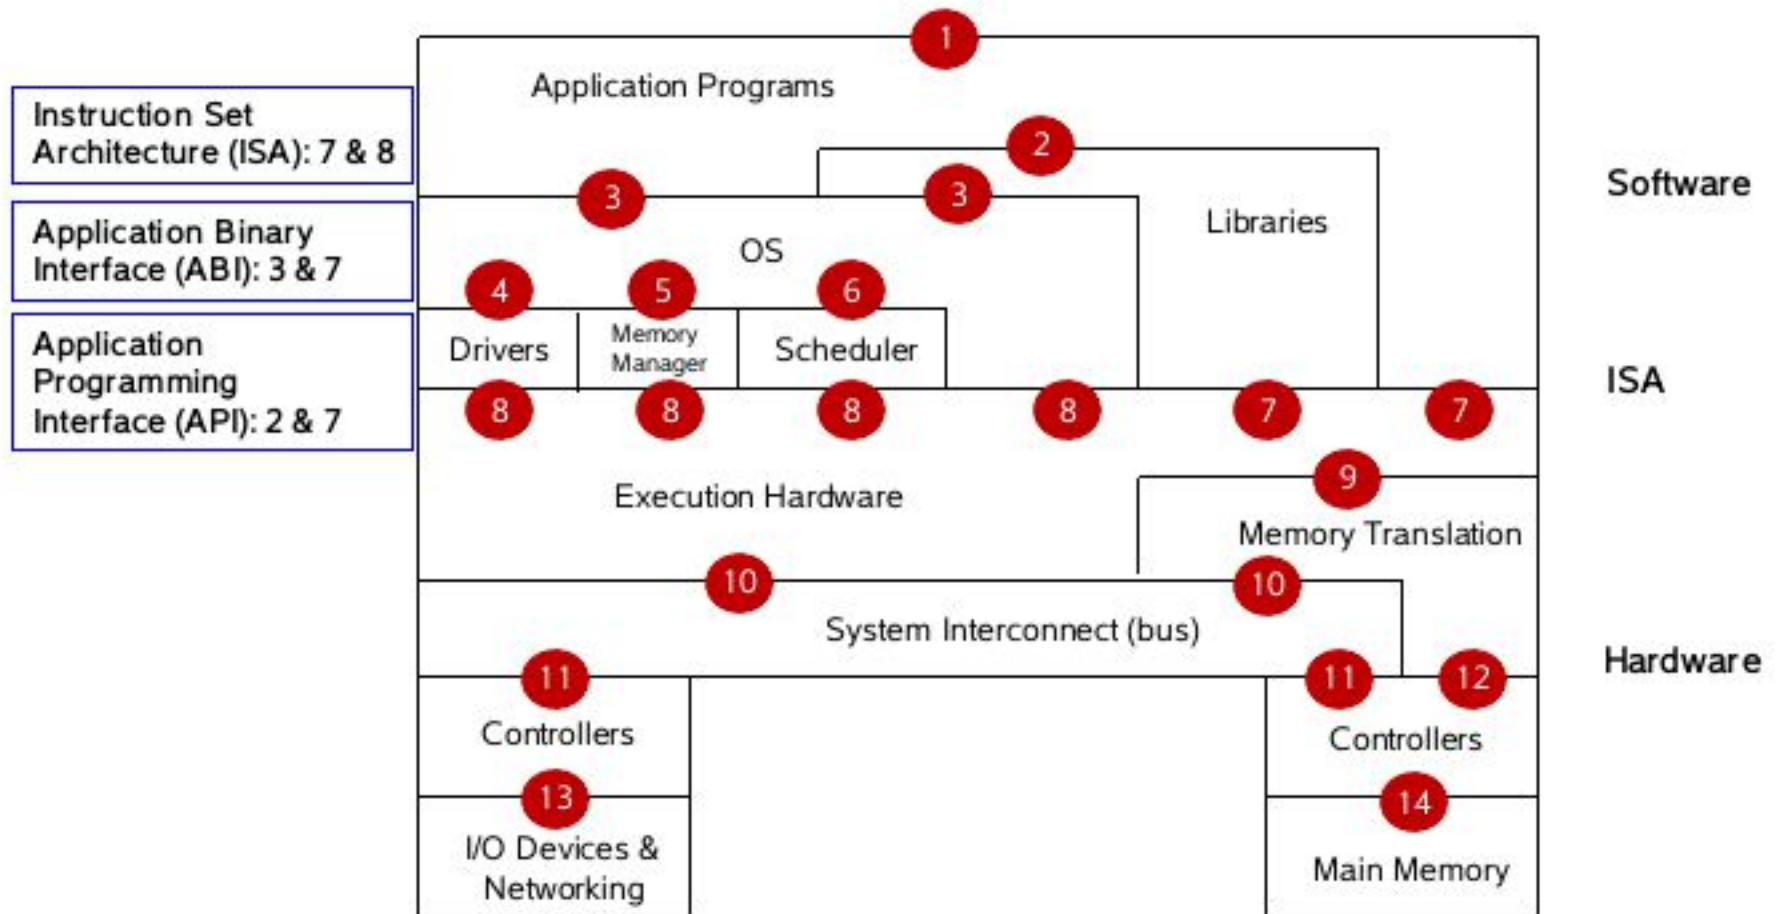 1
Application Programs
Instruction Set
Architecture (ISA): 7 & 8
2
Software
3
3
Libraries
Application Binary
Interface (ABI): 3 & 7
OS
4
5
6
Application
Programming
Interface (API): 2 & 7
Drivers
Memory
Manager
Scheduler
ISA
8
8
8
8
7
7
9
Execution Hardware
Memory Translation
10
10
System Interconnect (bus)
Hardware
11
11
12
Controllers
Controllers
13
14
I/O Devices &
Networking
Main Memory